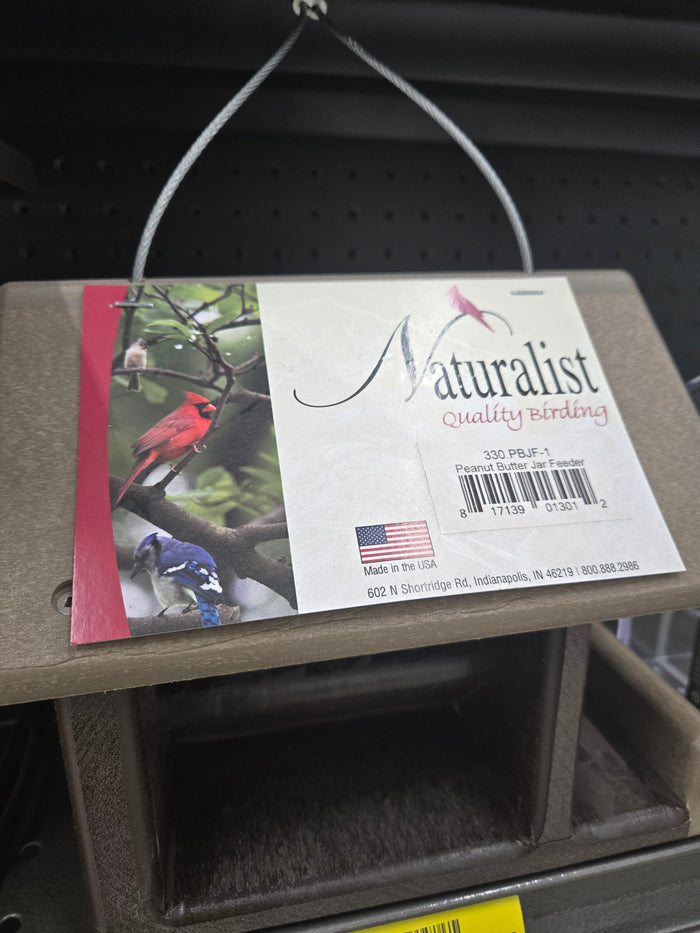 Naturalist
Quality Birding
330.PBJF-1
Peanut Butter Jar Feeder
8 17139 01301 2
Made in the USA
602 N Shortridge Rd, Indianapolis, IN 46219 | 800.888.2986